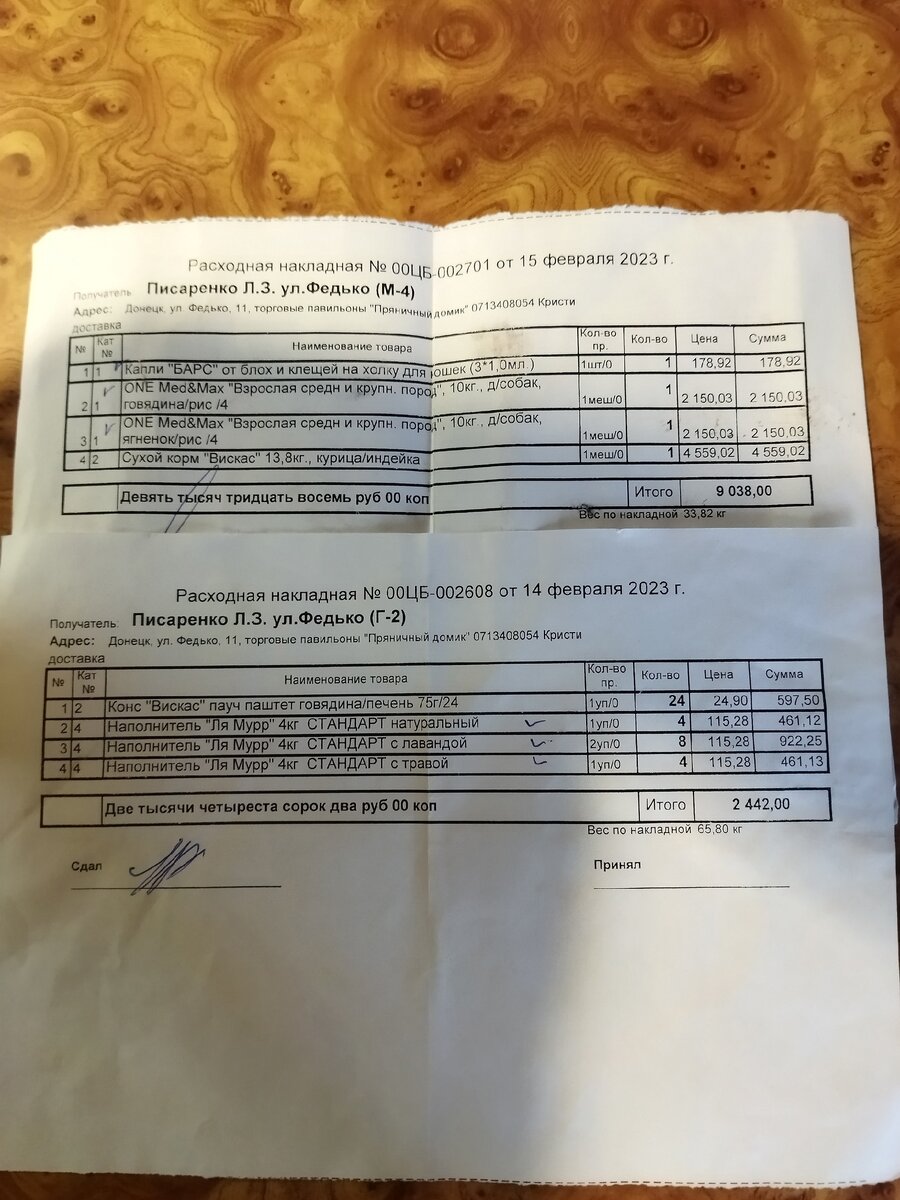 Расходная накладная № 00ЦБ-002701 от 15 февраля 2023 г.
Получатель Писаренко Л.З. ул.Федько (М-4)
Адрес: Донецк, ул. Федько, 11, торговые павильоны "Пряничный домик" 0713408054 Кристи
доставка
№ Кат № Наименование товара Кол-во пр. Кол-во Цена Сумма
1 1 Капли "БАРС" от блох и клещей на холку для ошек (3*1,0мл.) 1шт/0 1 178,92 178,92
2 1 ONE Med&Max "Взрослая средн и крупн. пород", 10кг., д/собак, говядина/рис /4 1меш/0 1 2 150,03 2 150,03
3 1 ONE Med&Max "Взрослая средн и крупн. пород", 10кг., д/собак, ягненок/рис /4 1меш/0 1 2 150,03 2 150,03
4 2 Сухой корм "Вискас" 13,8кг., курица/индейка 1меш/0 1 4 559,02 4 559,02
Девять тысяч тридцать восемь руб 00 коп Итого 9 038,00
Вес по накладной 33,82 кг
Расходная накладная № 00ЦБ-002608 от 14 февраля 2023 г.
Получатель: Писаренко Л.З. ул.Федько (Г-2)
Адрес: Донецк, ул. Федько, 11, торговые павильоны "Пряничный домик" 0713408054 Кристи
доставка
№ Кат № Наименование товара Кол-во пр. Кол-во Цена Сумма
1 2 Конс "Вискас" пауч паштет говядина/печень 75г/24 1уп/0 24 24,90 597,50
2 4 Наполнитель "Ля Мурр" 4кг СТАНДАРТ натуральный 1уп/0 4 115,28 461,12
3 4 Наполнитель "Ля Мурр" 4кг СТАНДАРТ с лавандой 2уп/0 8 115,28 922,25
4 4 Наполнитель "Ля Мурр" 4кг СТАНДАРТ с травой 1уп/0 4 115,28 461,13
Две тысячи четыреста сорок два руб 00 коп Итого 2 442,00
Вес по накладной 65,80 кг
Сдал Принял